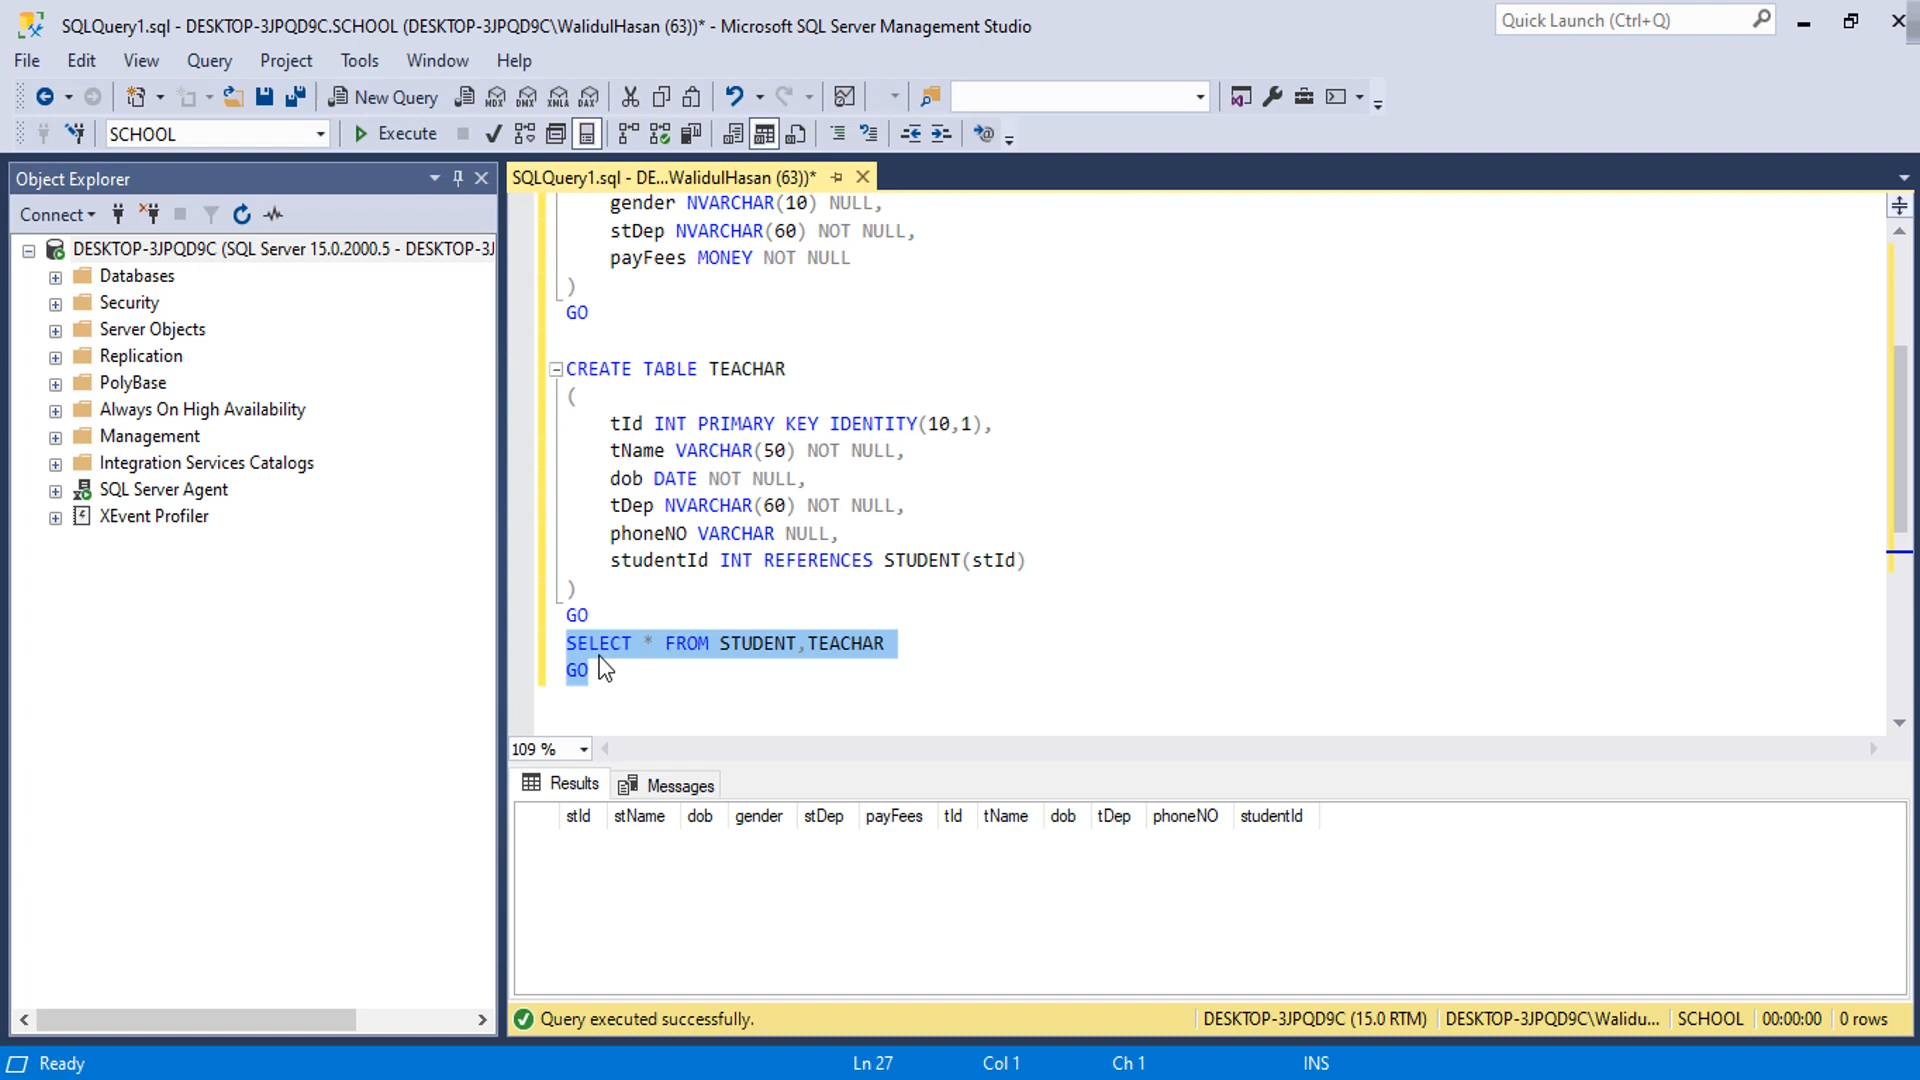 SQLQuery1.sql - DESKTOP-3JPQD9C.SCHOOL (DESKTOP-3JPQD9C\WalidulHasan (63))* - Microsoft SQL Server Management Studio
Quick Launch (Ctrl+Q)
File Edit View Query Project Tools Window Help
New Query
MDX DMX XMLA DAX
SCHOOL
Execute
Object Explorer
SQLQuery1.sql - DE...WalidulHasan (63))*
Connect
DESKTOP-3JPQD9C (SQL Server 15.0.2000.5 - DESKTOP-3J
Databases
Security
Server Objects
Replication
PolyBase
Always On High Availability
Management
Integration Services Catalogs
SQL Server Agent
XEvent Profiler
gender NVARCHAR(10) NULL,
stDep NVARCHAR(60) NOT NULL,
payFees MONEY NOT NULL
)
GO
CREATE TABLE TEACHAR
(
tId INT PRIMARY KEY IDENTITY(10,1),
tName VARCHAR(50) NOT NULL,
dob DATE NOT NULL,
tDep NVARCHAR(60) NOT NULL,
phoneNO VARCHAR NULL,
studentId INT REFERENCES STUDENT(stId)
)
GO
SELECT * FROM STUDENT,TEACHAR
GO
109 %
Results Messages
stId stName dob gender stDep payFees tId tName dob tDep phoneNO studentId
Query executed successfully.
DESKTOP-3JPQD9C (15.0 RTM) DESKTOP-3JPQD9C\Walidu... SCHOOL 00:00:00 0 rows
Ready Ln 27 Col 1 Ch 1 INS